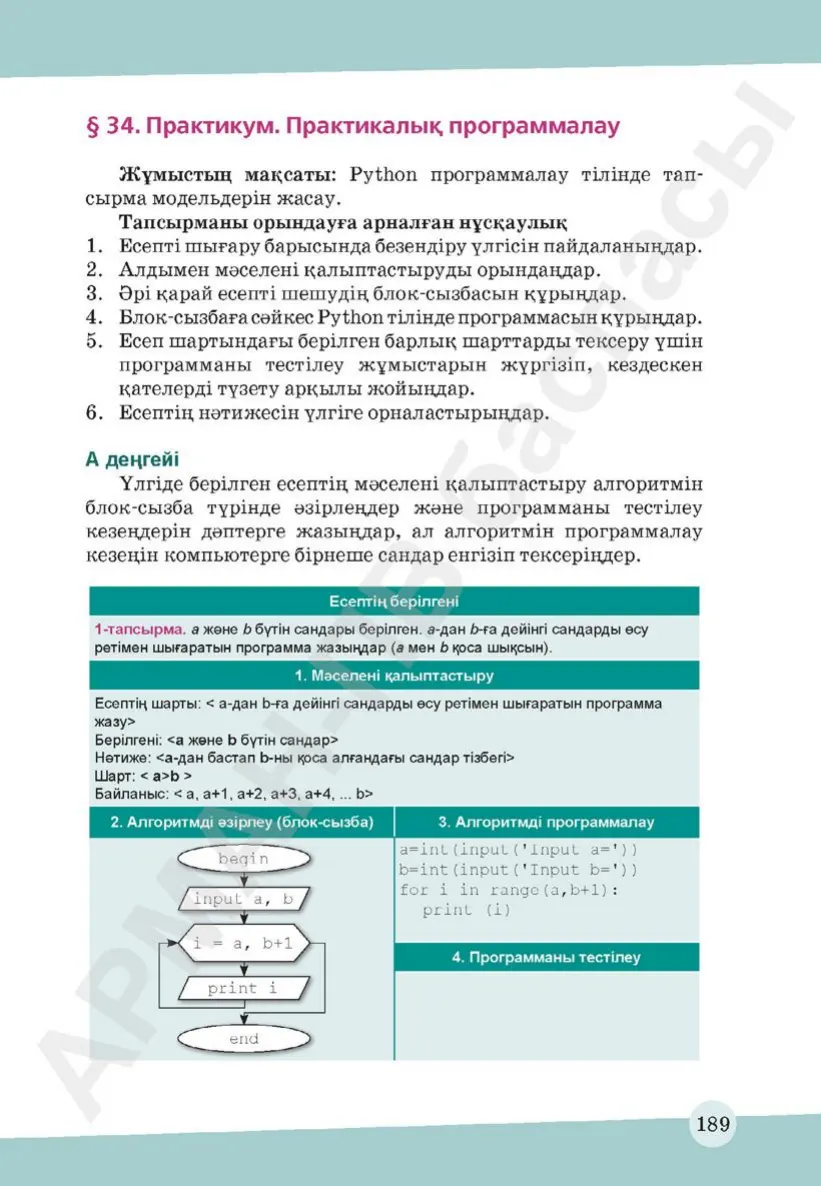 § 34. Практикум. Практикалық программалау
Жұмыстың мақсаты: Python программалау тілінде тап-
сырма модельдерін жасау.
Тапсырманы орындауға арналған нұсқаулық
1. Есепті шығару барысында безендіру үлгісін пайдаланыңдар.
2. Алдымен мәселені қалыптастыруды орындаңдар.
3. Әрі қарай есепті шешудің блок-сызбасын құрыңдар.
4. Блок-сызбаға сәйкес Python тілінде программасын құрыңдар.
5. Есеп шартындағы берілген барлық шарттарды тексеру үшін
программаны тестілеу жұмыстарын жүргізіп, кездескен
қателерді түзету арқылы жойыңдар.
6. Есептің нәтижесін үлгіге орналастырыңдар.
А деңгейі
Үлгіде берілген есептің мәселені қалыптастыру алгоритмін
блок-сызба түрінде әзірлеңдер және программаны тестілеу
кезеңдерін дәптерге жазыңдар, ал алгоритмін программалау
кезеңін компьютерге бірнеше сандар енгізіп тексеріңдер.
Есептің берілгені
1-тапсырма. a және b бүтін сандары берілген. a-дан b-ға дейінгі сандарды өсу
ретімен шығаратын программа жазыңдар (a мен b қоса шықсын).
1. Мәселені қалыптастыру
Есептің шарты: < a-дан b-ға дейінгі сандарды өсу ретімен шығаратын программа
жазу>
Берілгені: <a және b бүтін сандар>
Нәтиже: <a-дан бастап b-ны қоса алғандағы сандар тізбегі>
Шарт: < a>b >
Байланыс: < a, a+1, a+2, a+3, a+4, ... b>
2. Алгоритмді әзірлеу (блок-сызба)
begin
input a, b
i = a, b+1
print i
end
3. Алгоритмді программалау
a=int(input('Input a='))
b=int(input('Input b='))
for i in range(a,b+1):
print (i)
4. Программаны тестілеу
189
АРМАН-ПВ баспасы